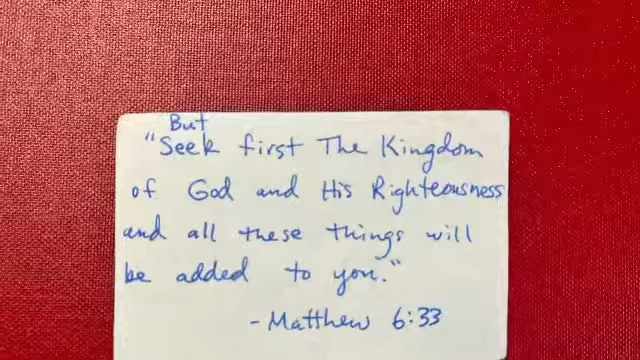 But
"Seek first The Kingdom
of God and His Righteousness
and all these things will
be added to you."
- Matthew 6:33